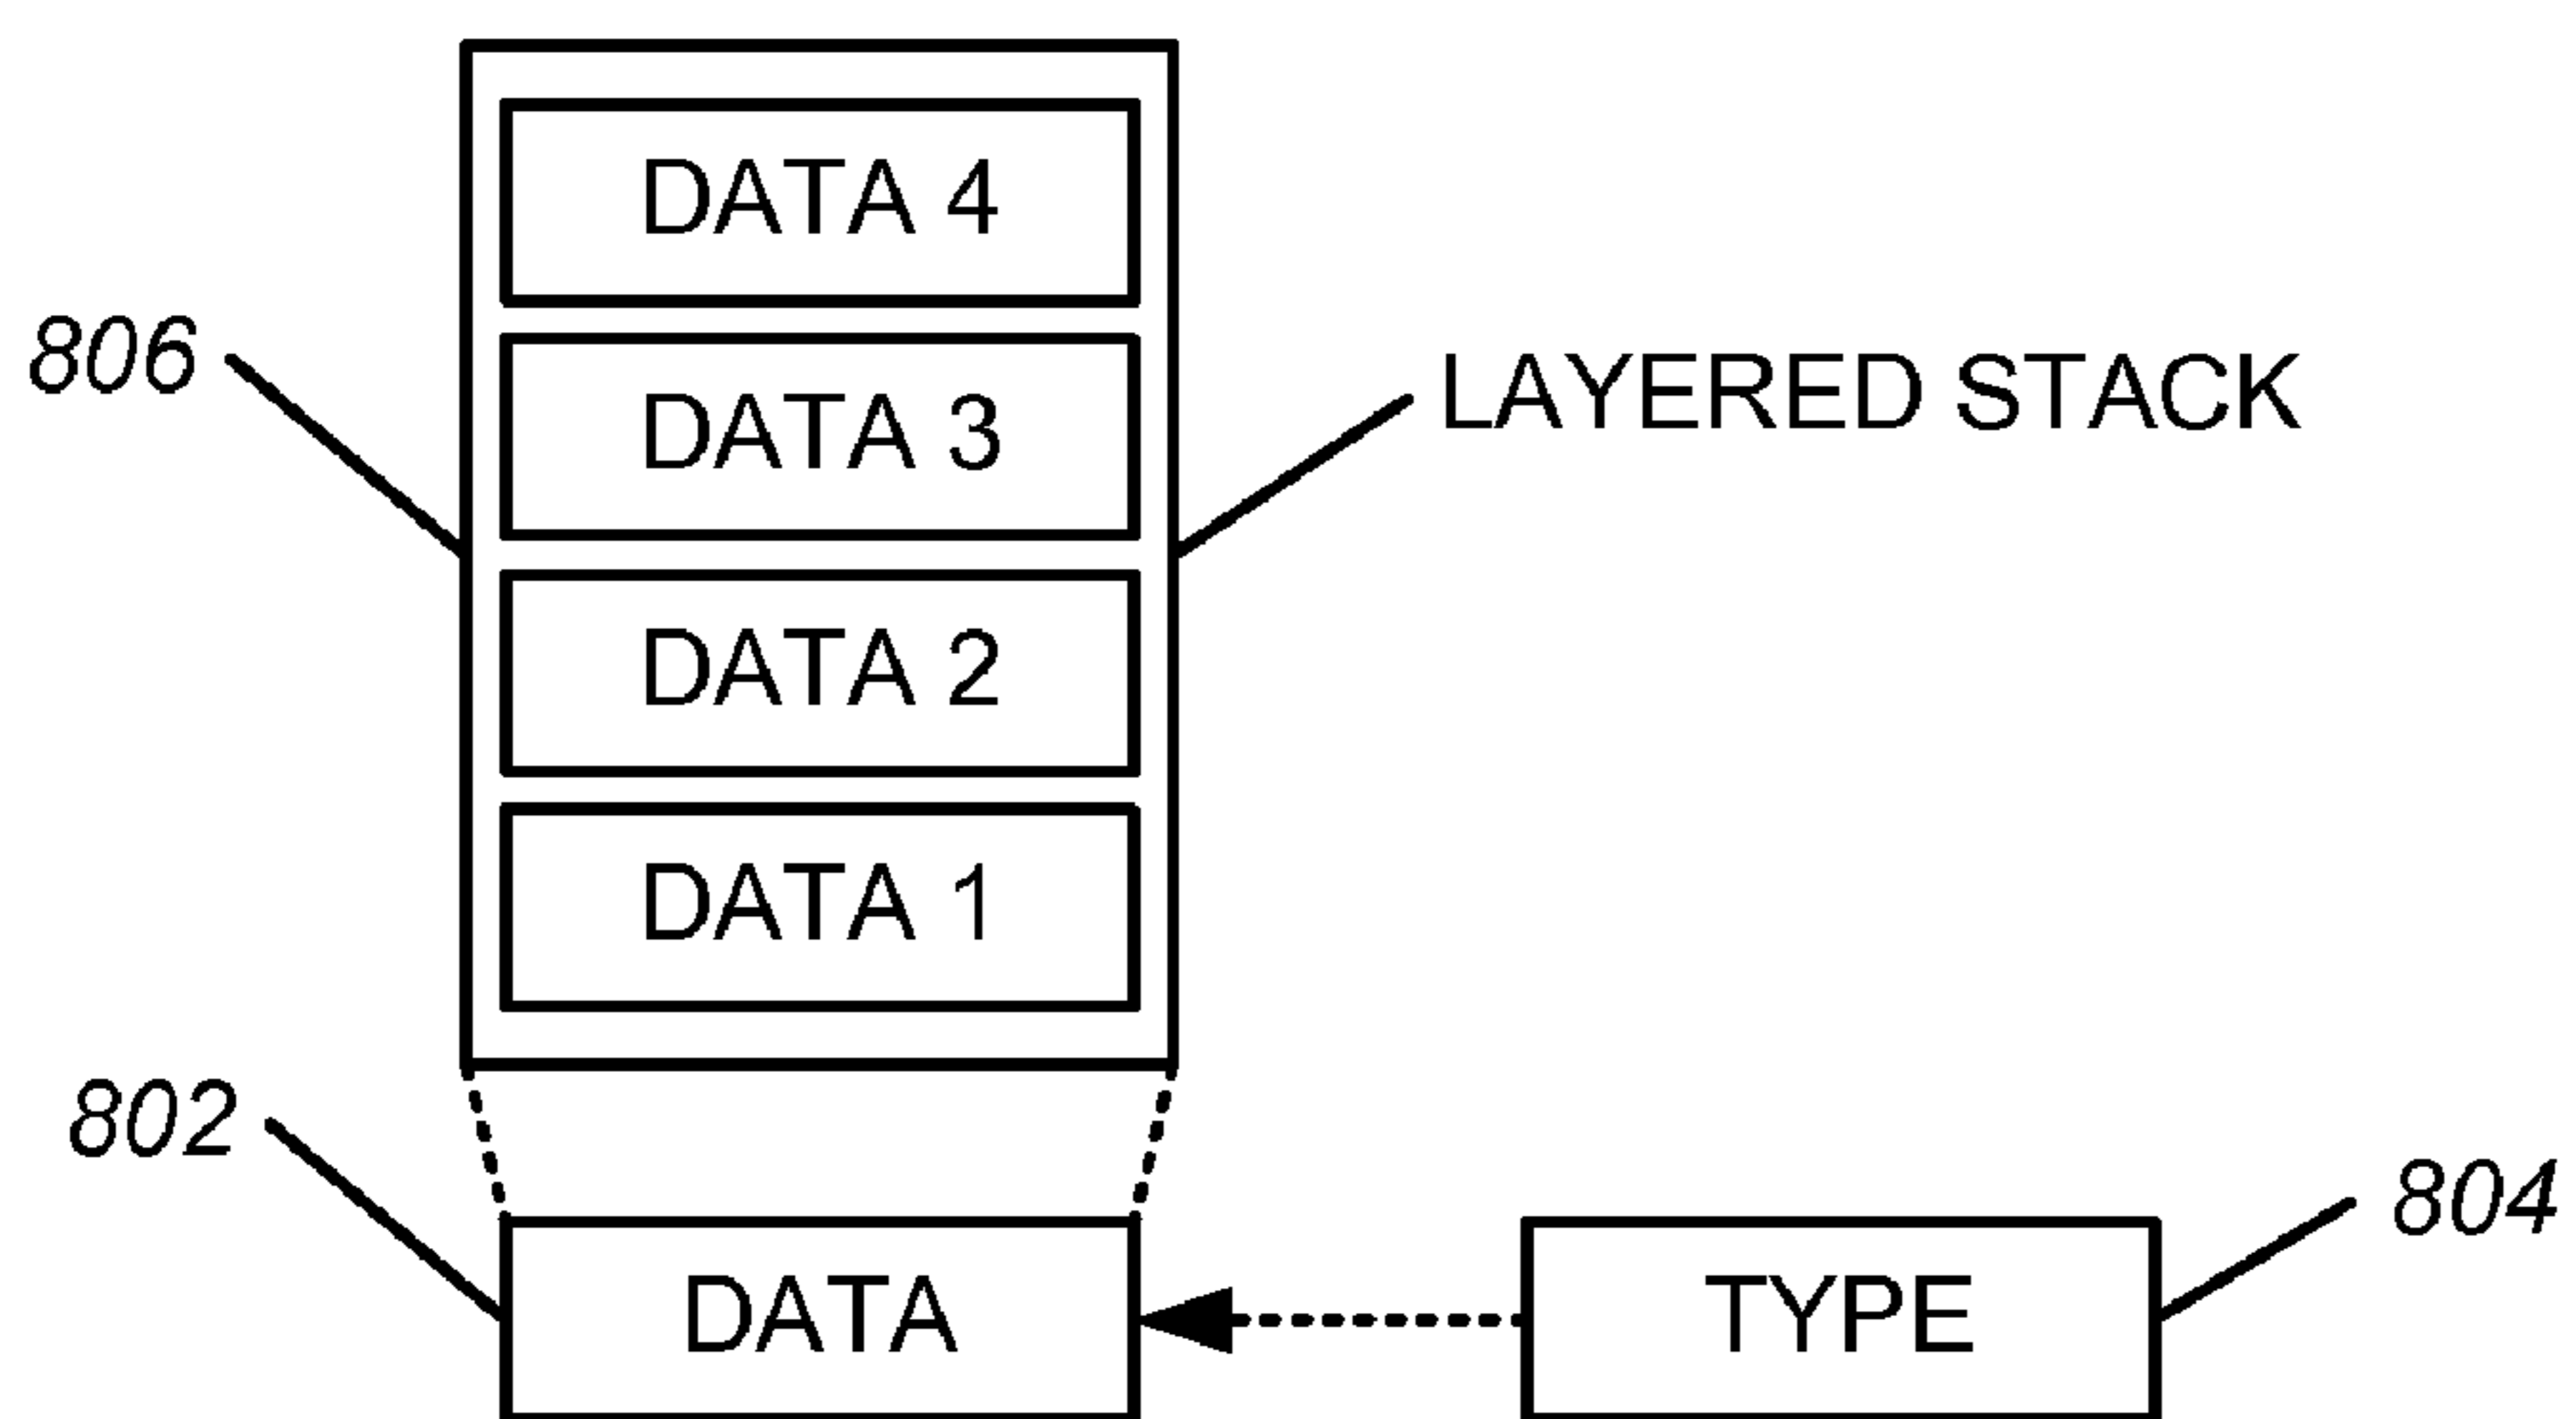 DATA 4
806
DATA 3
LAYERED STACK
DATA 2
DATA 1
802
804
DATA
TYPE